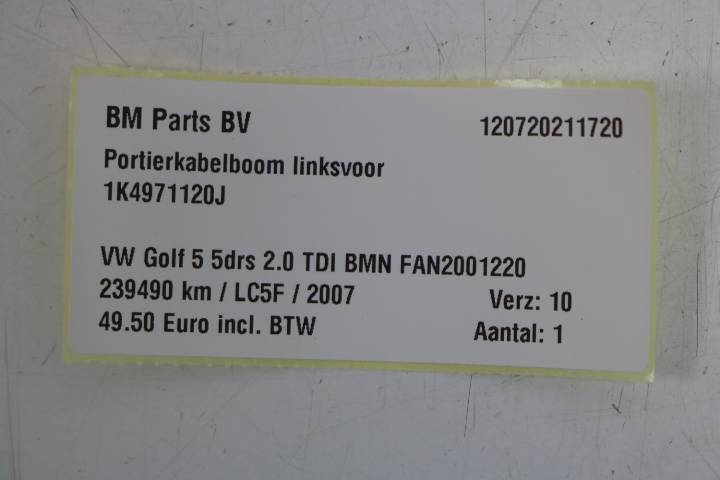 BM Parts BV 120720211720
Portierkabelboom linksvoor
1K4971120J
VW Golf 5 5drs 2.0 TDI BMN FAN2001220
239490 km / LC5F / 2007 Verz: 10
49.50 Euro incl. BTW Aantal: 1